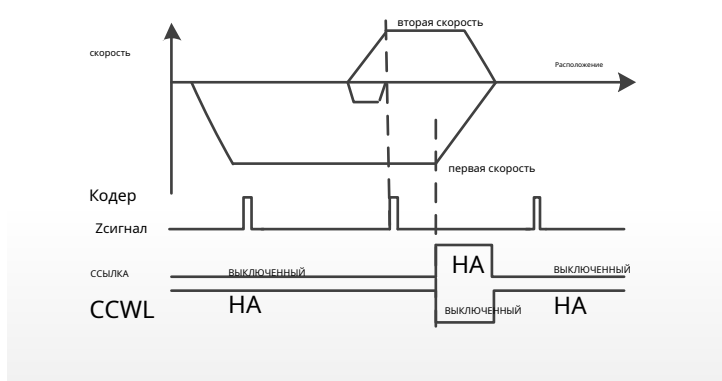 вторая скорость
скорость
Расположение
первая скорость
Кодер
Zсигнал
ССЫЛКА
ВЫКЛЮЧЕННЫЙ
НА
ВЫКЛЮЧЕННЫЙ
CCWL
НА
ВЫКЛЮЧЕННЫЙ
НА